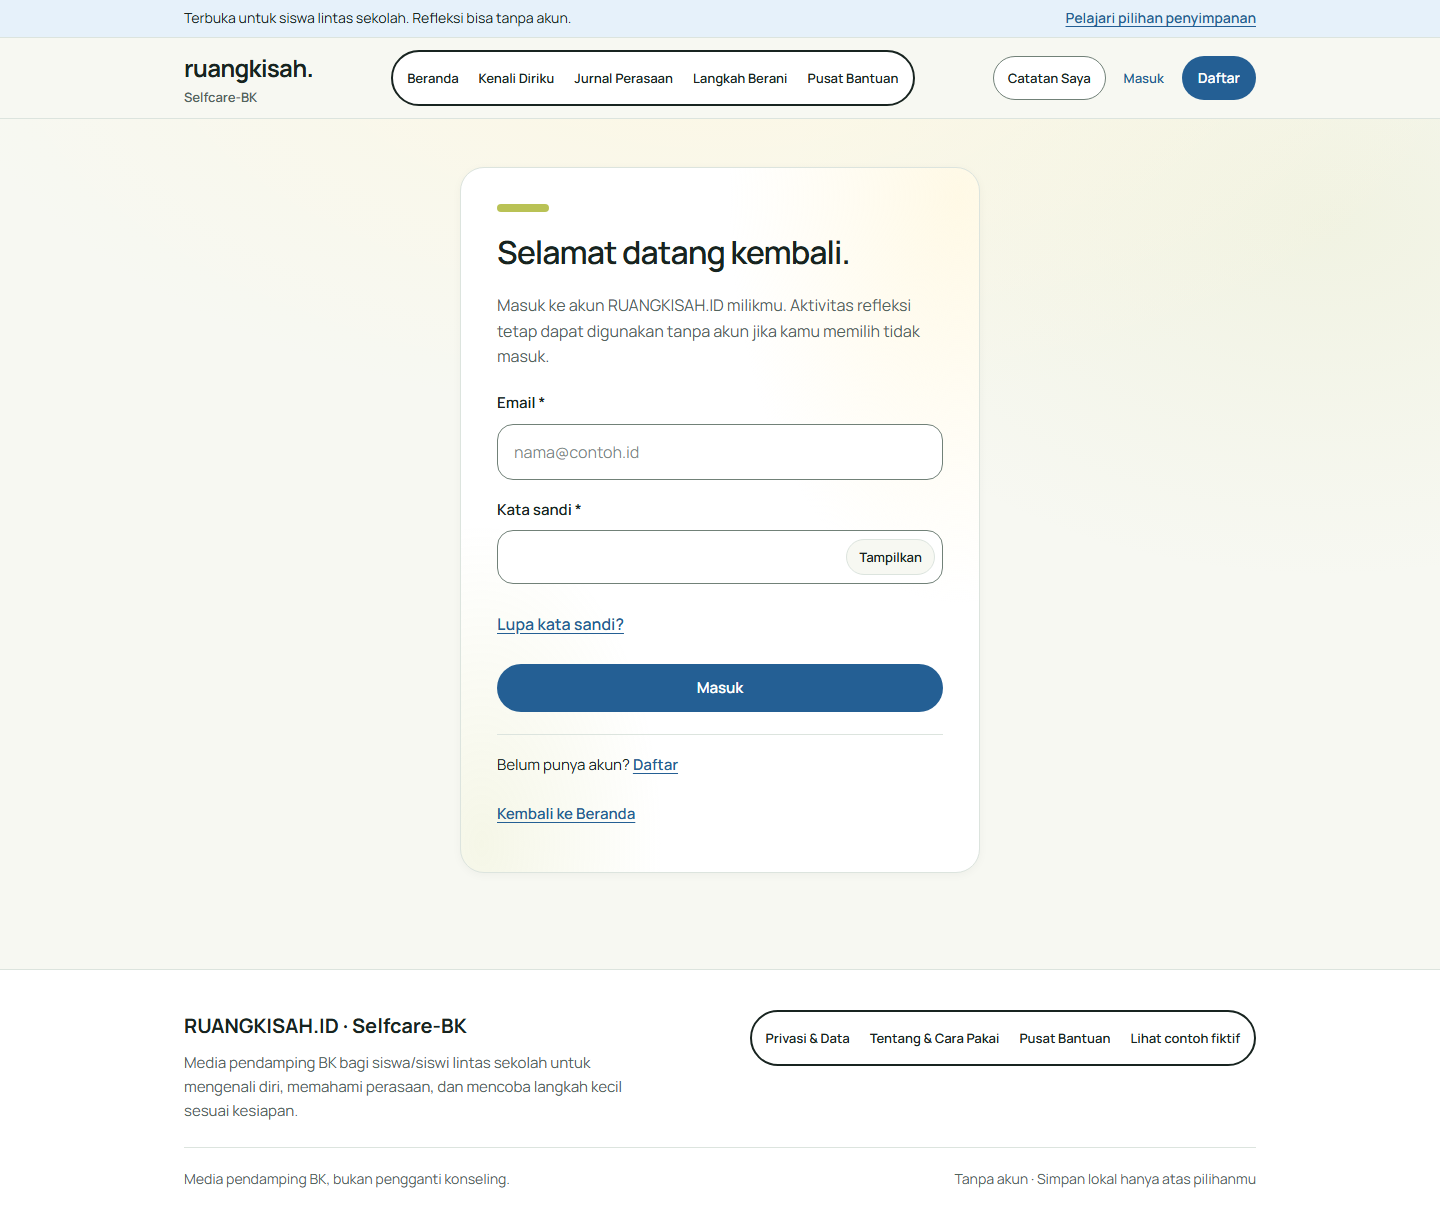 Terbuka untuk siswa lintas sekolah. Refleksi bisa tanpa akun.
Pelajari pilihan penyimpanan
ruangkisah.
Selfcare-BK
Beranda
Kenali Diriku
Jurnal Perasaan
Langkah Berani
Pusat Bantuan
Catatan Saya
Masuk
Daftar
Selamat datang kembali.
Masuk ke akun RUANGKISAH.ID milikmu. Aktivitas refleksi
tetap dapat digunakan tanpa akun jika kamu memilih tidak
masuk.
Email *
nama@contoh.id
Kata sandi *
Tampilkan
Lupa kata sandi?
Masuk
Belum punya akun? Daftar
Kembali ke Beranda
RUANGKISAH.ID · Selfcare-BK
Media pendamping BK bagi siswa/siswi lintas sekolah untuk
mengenali diri, memahami perasaan, dan mencoba langkah kecil
sesuai kesiapan.
Privasi & Data
Tentang & Cara Pakai
Pusat Bantuan
Lihat contoh fiktif
Media pendamping BK, bukan pengganti konseling.
Tanpa akun · Simpan lokal hanya atas pilihanmu